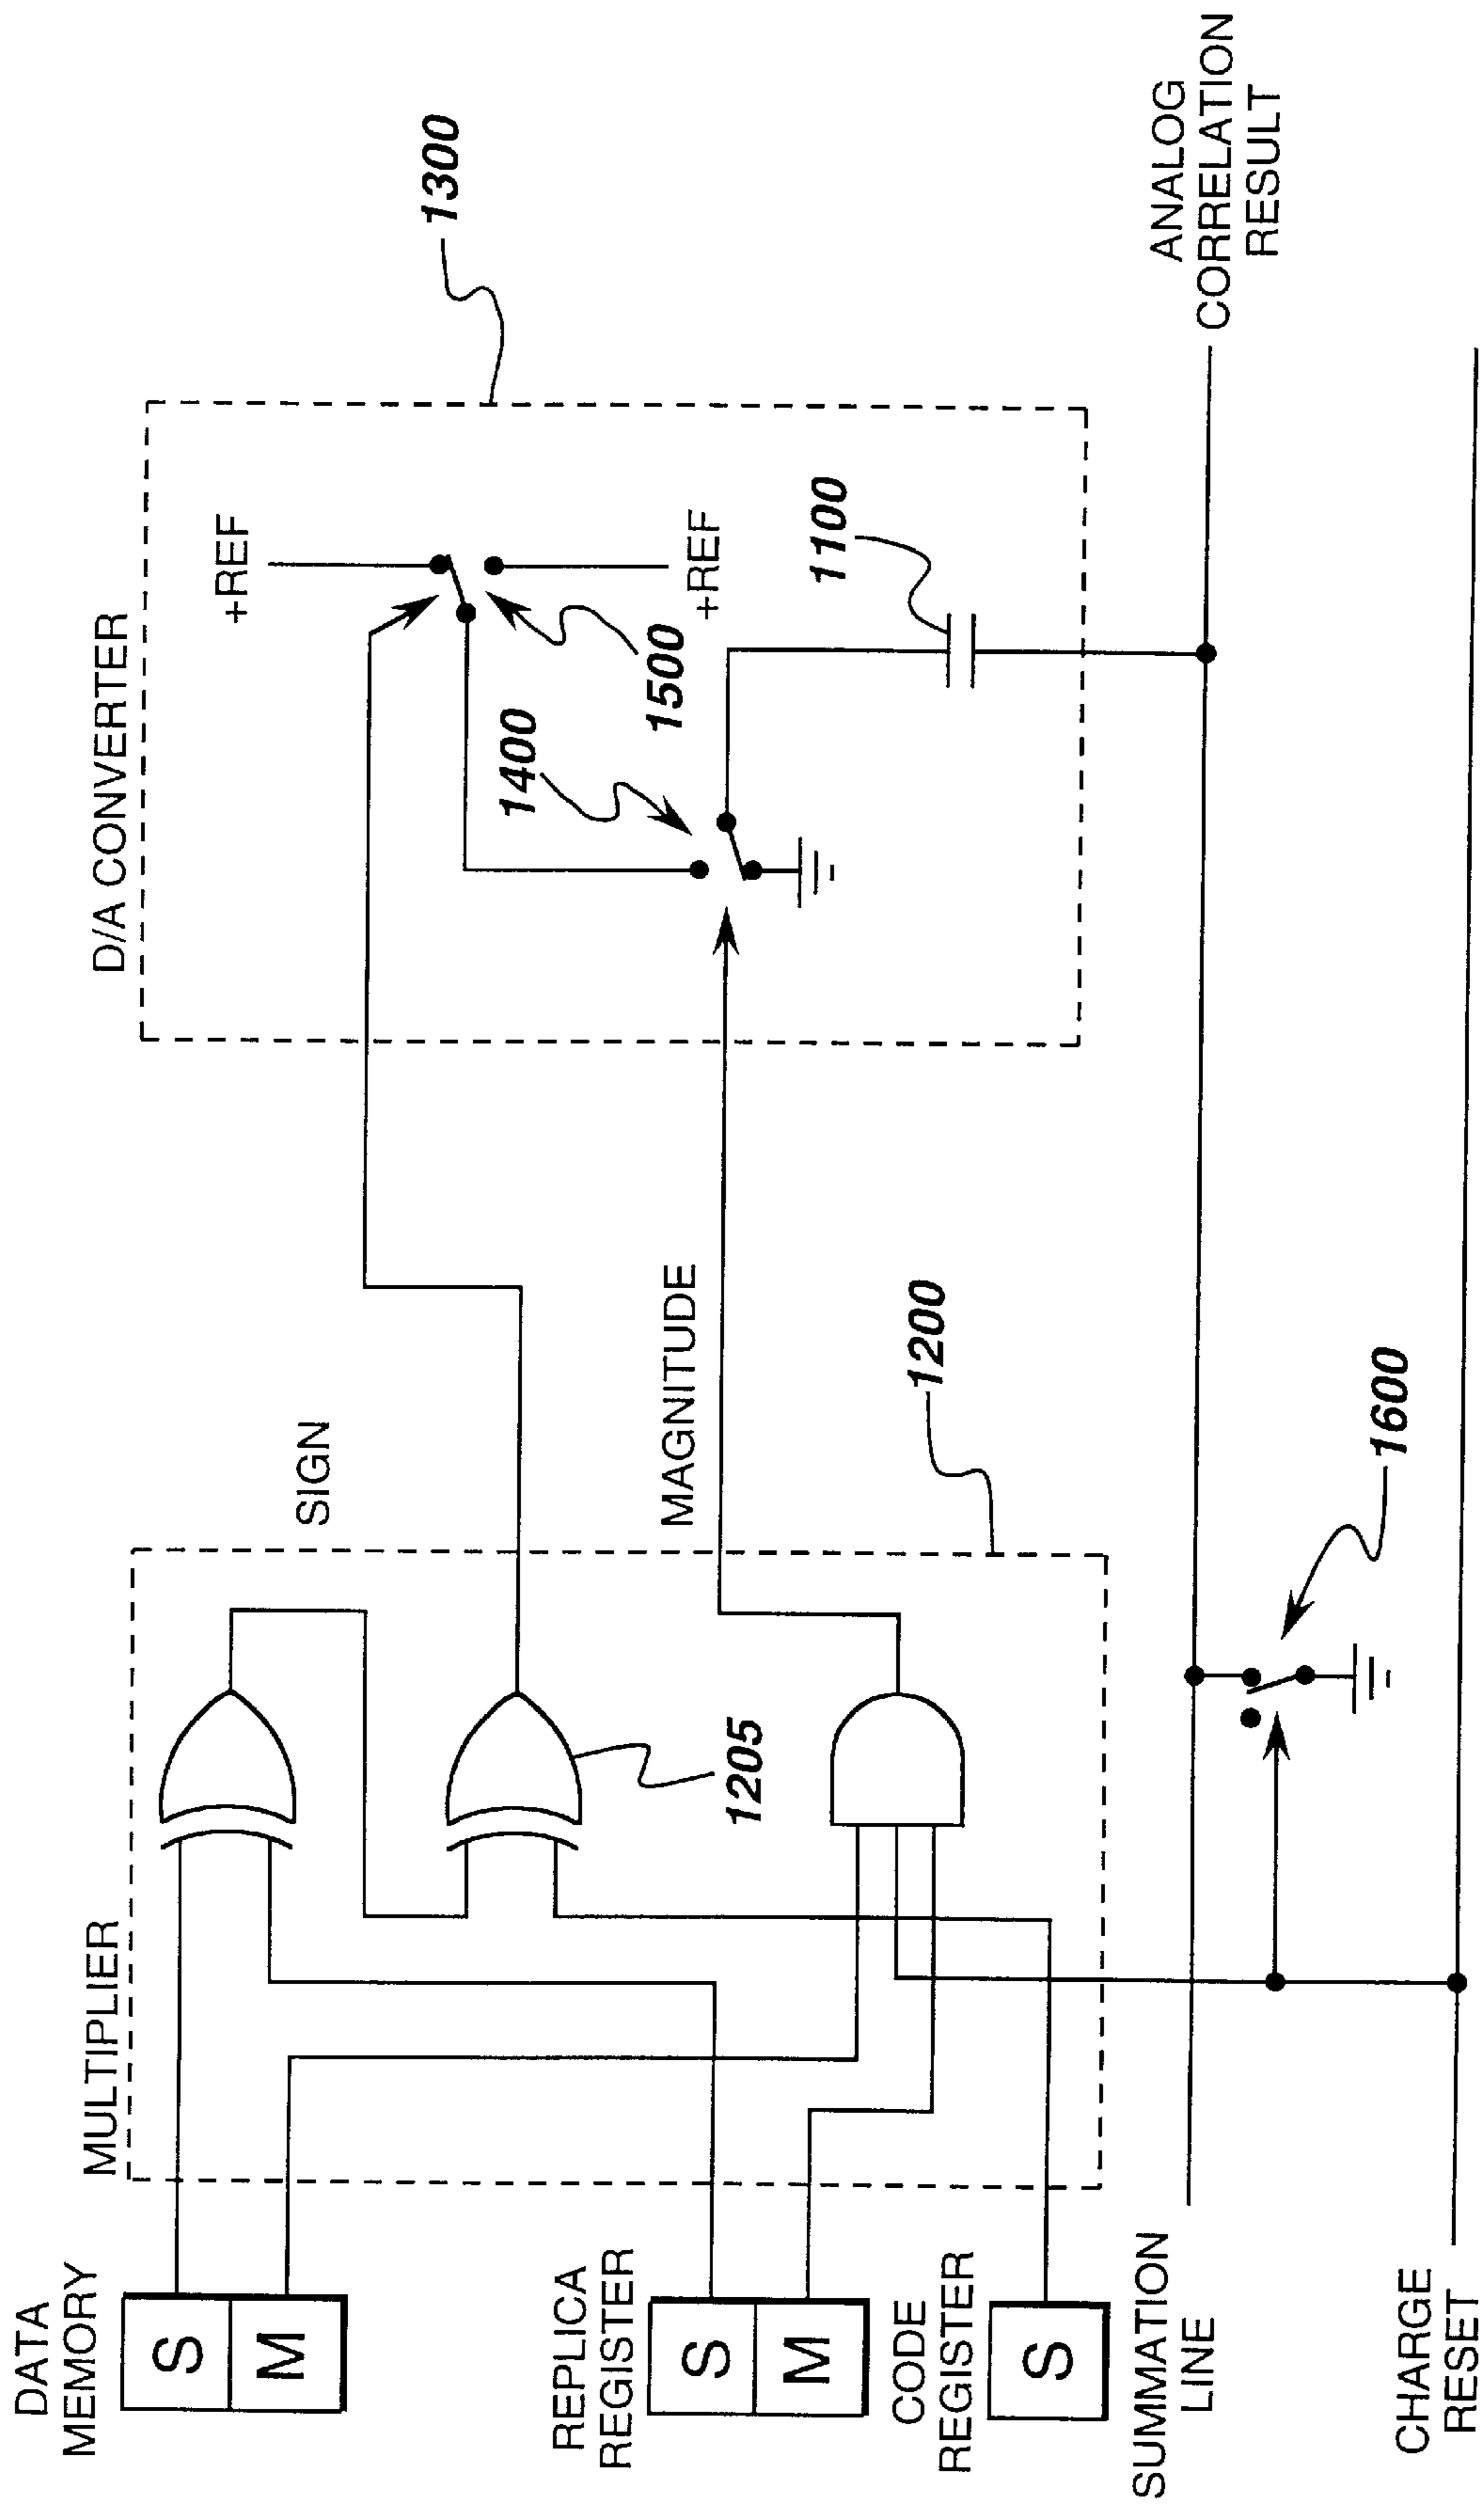 DATA
MEMORY
S
M
REPLICA
REGISTER
S
M
CODE
REGISTER
S
SUMMATION
LINE
CHARGE
RESET
MULTIPLIER
1205
1200
SIGN
MAGNITUDE
1600
D/A CONVERTER
+REF
1400
1500
+REF
1100
1300
ANALOG
CORRELATION
RESULT